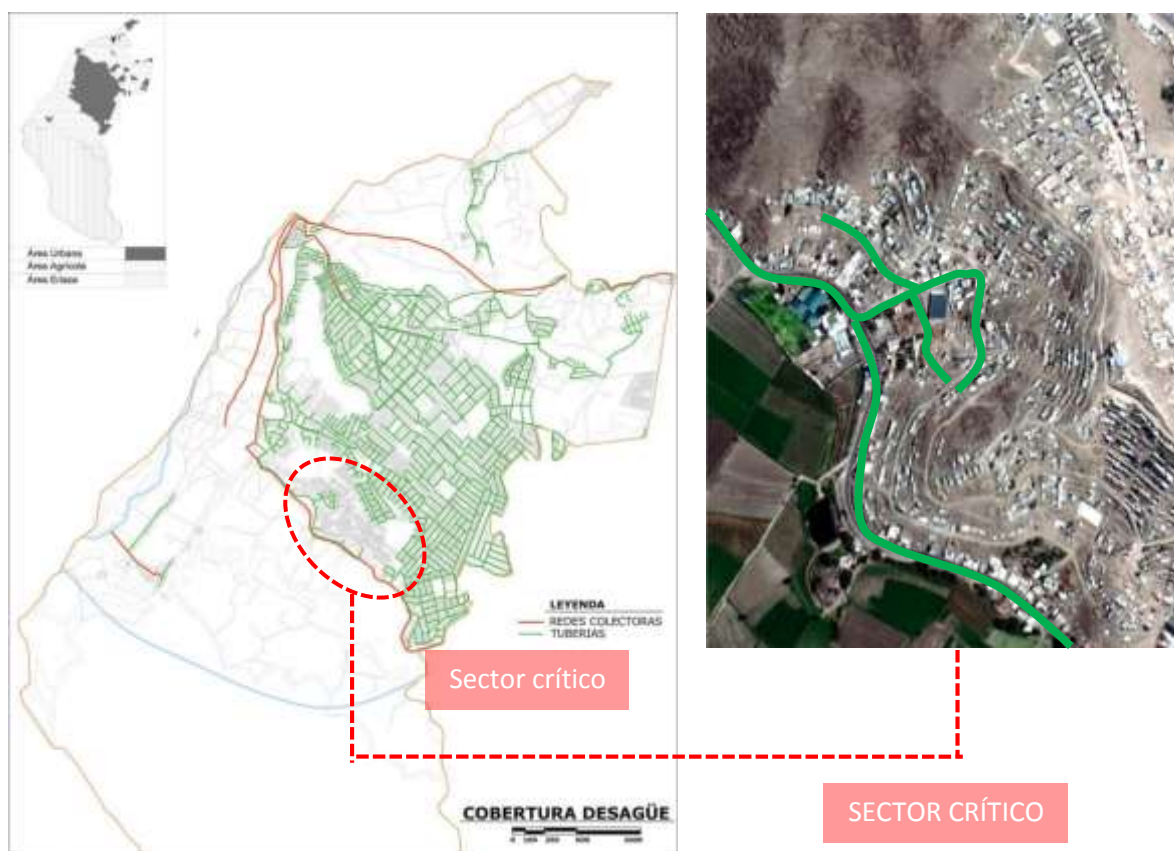 Área Urbana
Área Agrícola
Área Eriaza
LEYENDA
REDES COLECTORAS
TUBERIAS
Sector crítico
COBERTURA DESAGÜE
SECTOR CRÍTICO